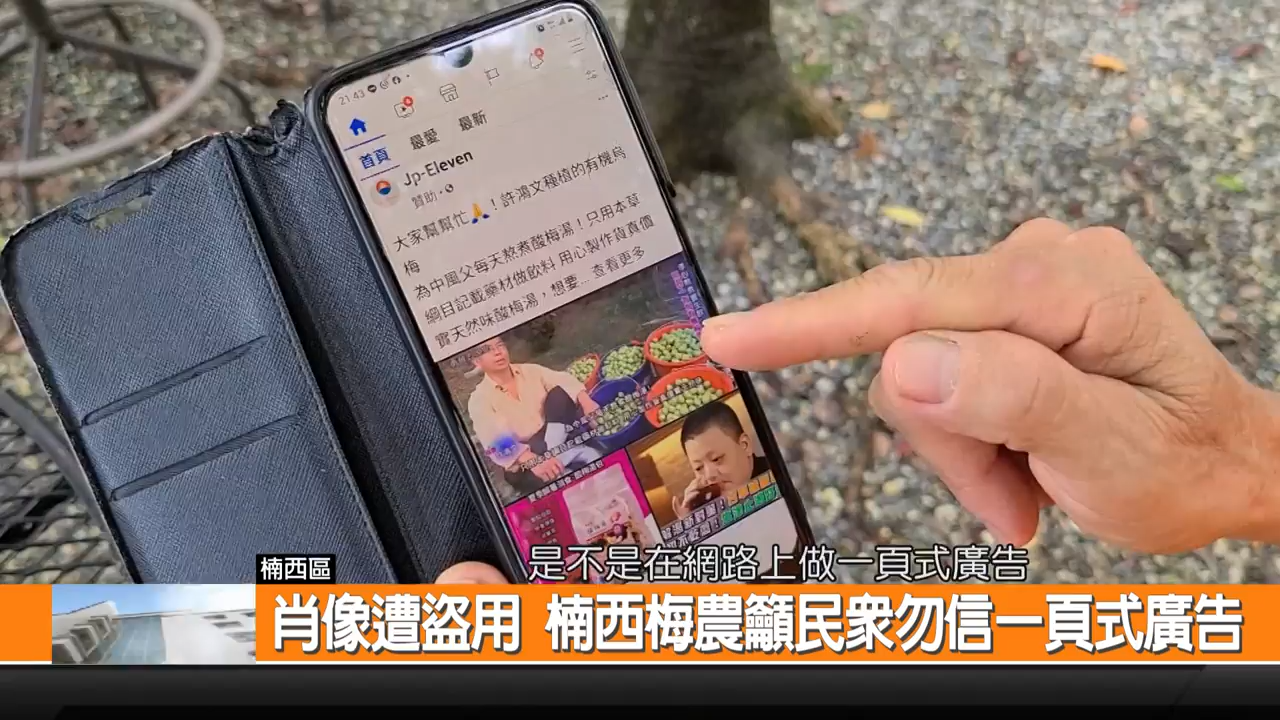 21:43
最愛
最新
首頁
Jp-Eleven
贊助
大家幫幫忙🙏！許鴻文種植的有機烏
梅
為中風父每天熬煮酸梅湯！只用本草
綱目記載藥材做飲料 用心製作貨真價
實天然味酸梅湯，想要... 查看更多
是不是在網路上做一頁式廣告
楠西區
肖像遭盜用 楠西梅農籲民眾勿信一頁式廣告